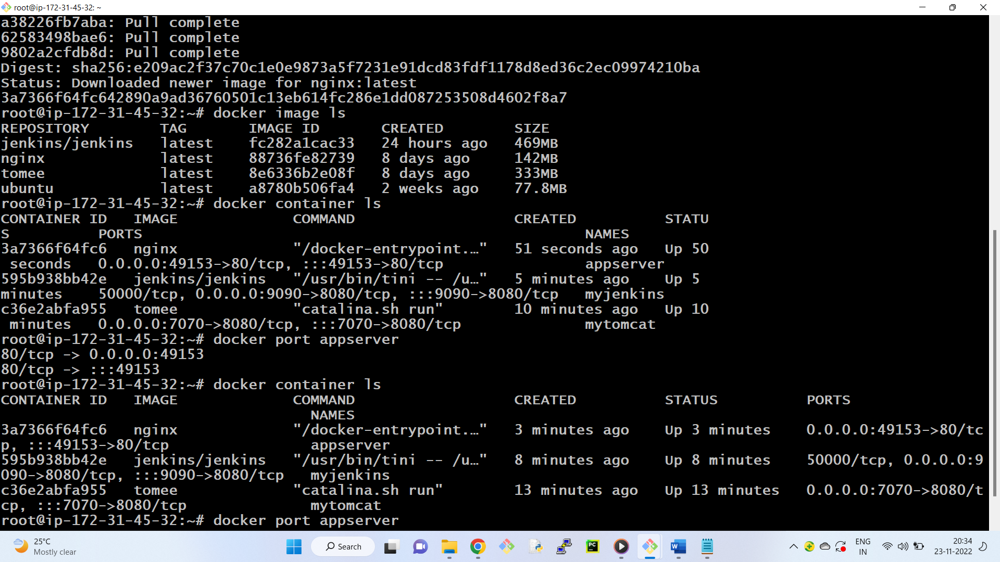 root@ip-172-31-45-32: ~
a38226fb7aba: Pull complete
62583498bae6: Pull complete
9802a2cfdb8d: Pull complete
Digest: sha256:e209ac2f37c70c1e0e9873a5f7231e91dcd83fdf1178d8ed36c2ec09974210ba
Status: Downloaded newer image for nginx:latest
3a7366f64fc642890a9ad36760501c13eb614fc286e1dd087253508d4602f8a7
root@ip-172-31-45-32:~# docker image ls
REPOSITORY        TAG       IMAGE ID       CREATED        SIZE
jenkins/jenkins   latest    fc282a1cac33   24 hours ago   469MB
nginx             latest    88736fe82739   8 days ago     142MB
tomee             latest    8e6336b2e08f   8 days ago     333MB
ubuntu            latest    a8780b506fa4   2 weeks ago    77.8MB
root@ip-172-31-45-32:~# docker container ls
CONTAINER ID   IMAGE             COMMAND                  CREATED          STATU
S          PORTS                                                  NAMES
3a7366f64fc6   nginx             "/docker-entrypoint.…"   51 seconds ago   Up 50
 seconds   0.0.0.0:49153->80/tcp, :::49153->80/tcp                appserver
595b938bb42e   jenkins/jenkins   "/usr/bin/tini -- /u…"   5 minutes ago    Up 5
minutes    50000/tcp, 0.0.0.0:9090->8080/tcp, :::9090->8080/tcp   myjenkins
c36e2abfa955   tomee             "catalina.sh run"        10 minutes ago   Up 10
 minutes   0.0.0.0:7070->8080/tcp, :::7070->8080/tcp              mytomcat
root@ip-172-31-45-32:~# docker port appserver
80/tcp -> 0.0.0.0:49153
80/tcp -> :::49153
root@ip-172-31-45-32:~# docker container ls
CONTAINER ID   IMAGE             COMMAND                  CREATED          STATUS          PORTS
                                   NAMES
3a7366f64fc6   nginx             "/docker-entrypoint.…"   3 minutes ago    Up 3 minutes    0.0.0.0:49153->80/tc
p, :::49153->80/tcp                appserver
595b938bb42e   jenkins/jenkins   "/usr/bin/tini -- /u…"   8 minutes ago    Up 8 minutes    50000/tcp, 0.0.0.0:9
090->8080/tcp, :::9090->8080/tcp   myjenkins
c36e2abfa955   tomee             "catalina.sh run"        13 minutes ago   Up 13 minutes   0.0.0.0:7070->8080/t
cp, :::7070->8080/tcp              mytomcat
root@ip-172-31-45-32:~# docker port appserver
25°C
Mostly clear
Search
PC
W
ENG
IN
20:34
23-11-2022